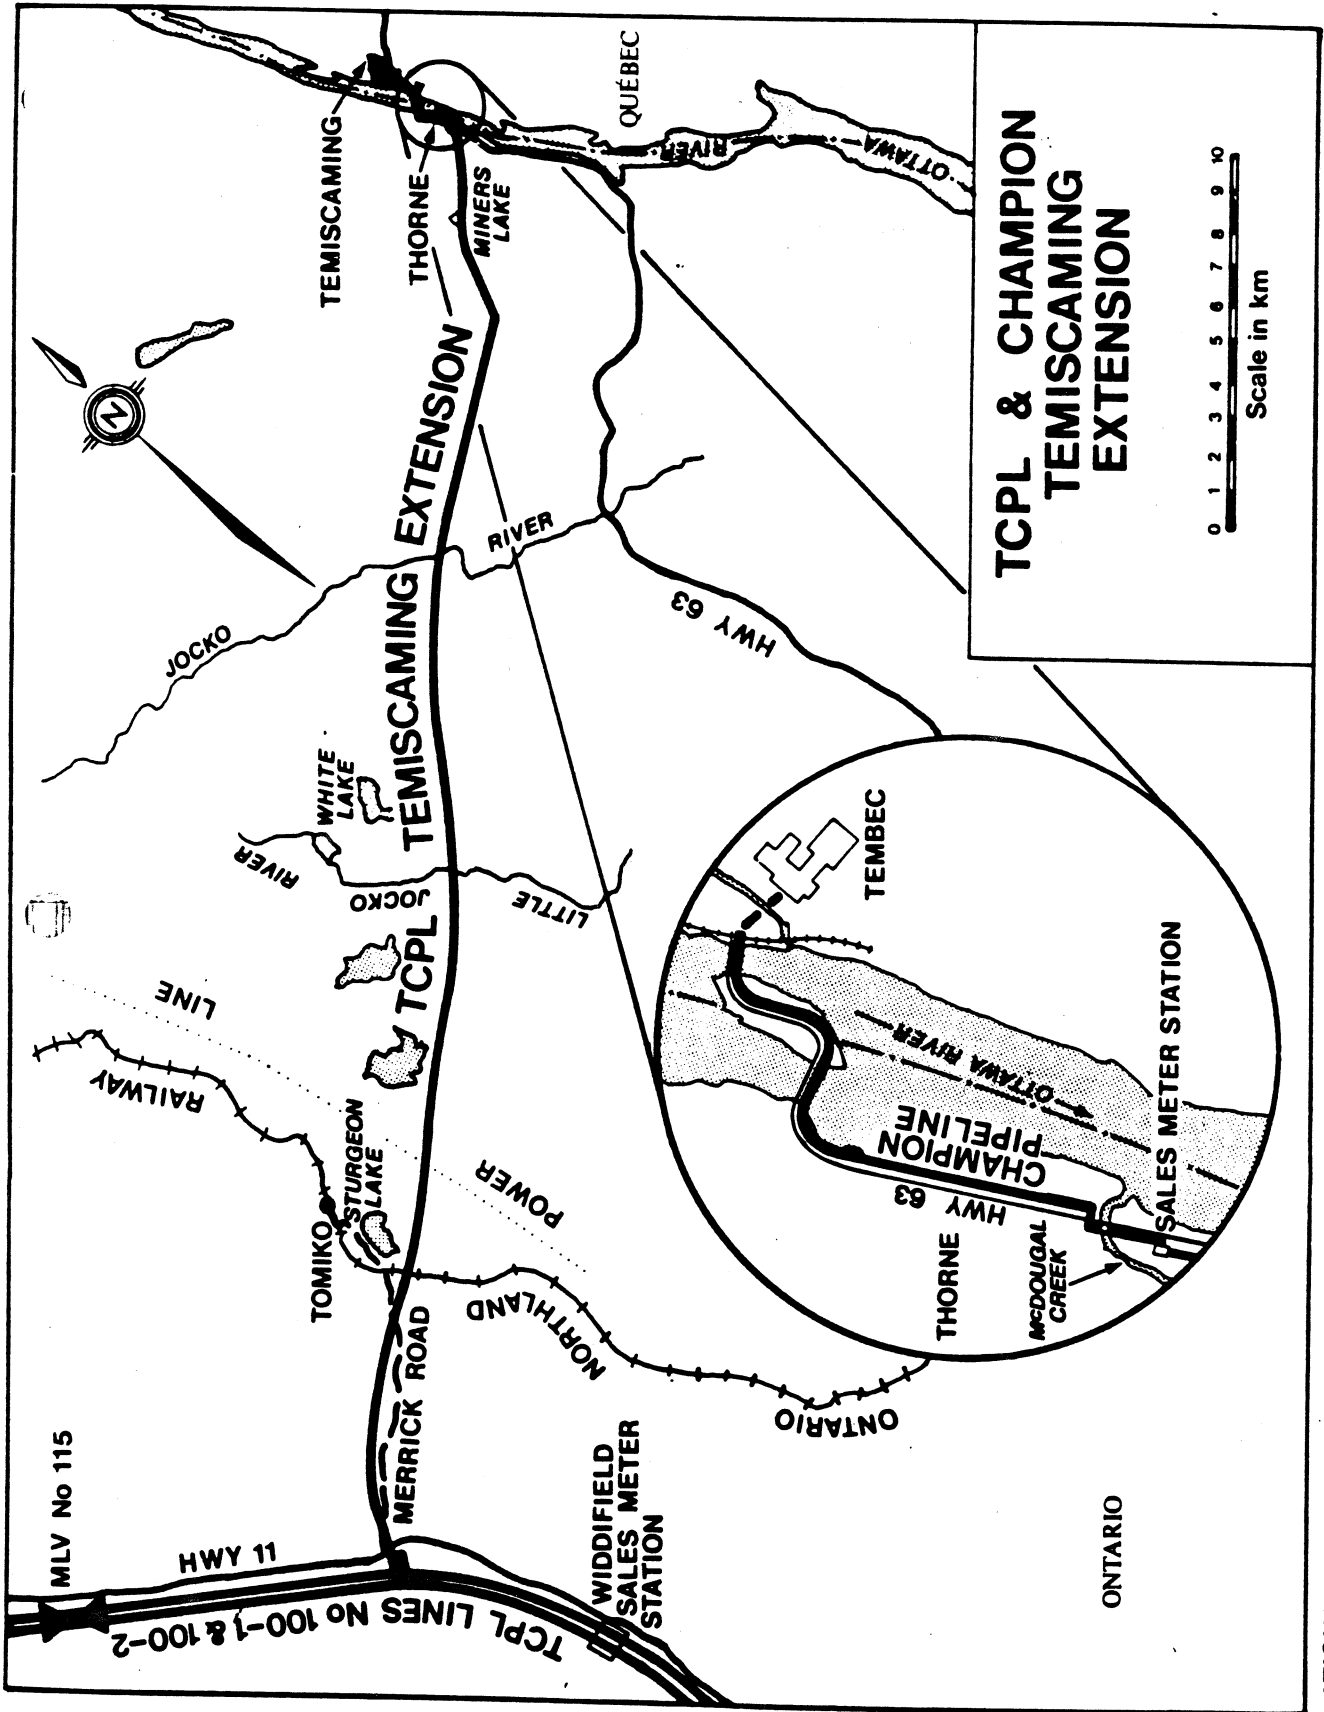 MLV No 115
HWY 11
TCPL LINES No 100-1 & 100-2
WIDDIFIELD
SALES METER
STATION
MERRICK ROAD
TOMIKO
STURGEON
LAKE
ONTARIO
NORTHLAND
RAILWAY
POWER
LINE
TCPL TEMISCAMING EXTENSION
WHITE
LAKE
LITTLE
JOCKO
RIVER
JOCKO
RIVER
N
TEMISCAMING
THORNE
MINERS
LAKE
QUÉBEC
OTTAWA
RIVER
HWY 63
ONTARIO
TEMBEC
OTTAWA RIVER
CHAMPION
PIPELINE
HWY 63
THORNE
McDOUGAL
CREEK
SALES METER STATION
TCPL & CHAMPION
TEMISCAMING
EXTENSION
0 1 2 3 4 5 6 7 8 9 10
Scale in km